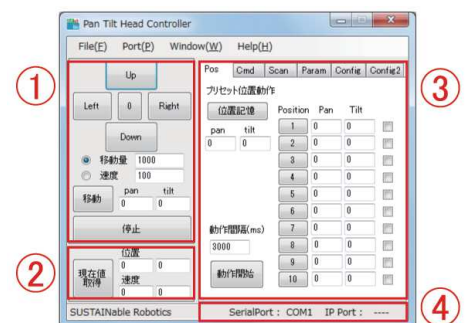 Pan Tilt Head Controller
File(F) Port(P) Window(W) Help(H)
①
Up
Left 0 Right
Down
移動量 1000
速度 100
pan tilt
移動 0 0
停止
②
位置
現在値取得 0 0
速度
0 0
③
Pos Cmd Scan Param Config Config2
プリセット位置動作
位置記憶 Position Pan Tilt
pan tilt
0 0
1 0 0
2 0 0
3 0 0
4 0 0
5 0 0
6 0 0
7 0 0
8 0 0
9 0 0
10 0 0
動作間隔(ms)
3000
動作開始
SUSTAINable Robotics
SerialPort : COM1 IP Port : ----
④